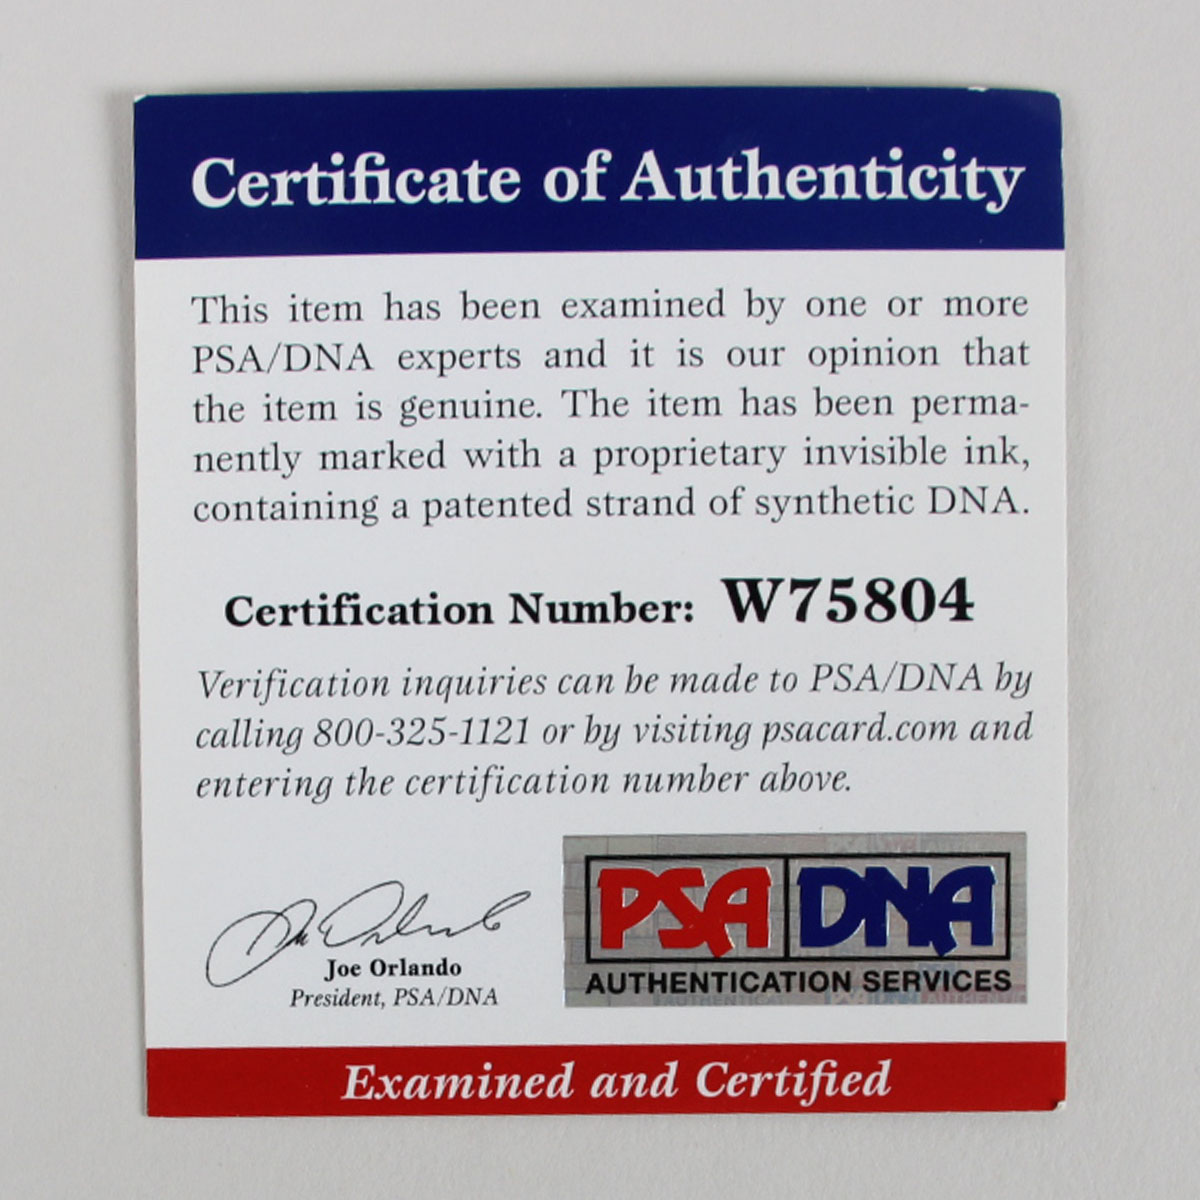 Certificate of Authenticity
This item has been examined by one or more
PSA/DNA experts and it is our opinion that
the item is genuine. The item has been perma-
nently marked with a proprietary invisible ink,
containing a patented strand of synthetic DNA.
Certification Number: W75804
Verification inquiries can be made to PSA/DNA by
calling 800-325-1121 or by visiting psacard.com and
entering the certification number above.
Joe Orlando
President, PSA/DNA
PSA DNA
AUTHENTICATION SERVICES
Examined and Certified